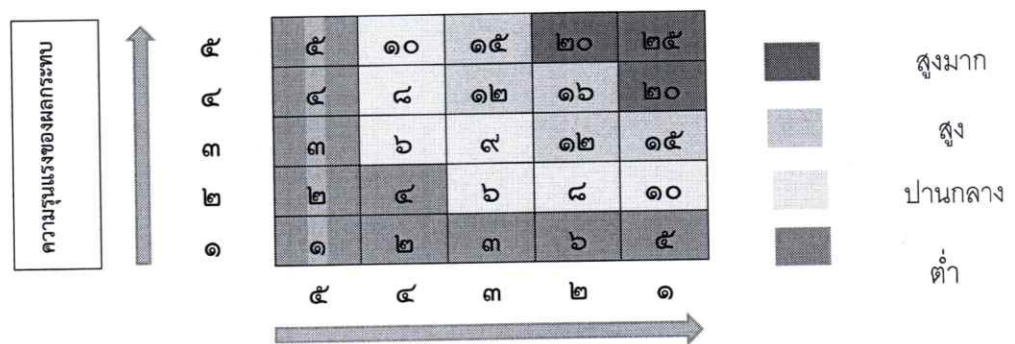 ความรุนแรงของผลกระทบ
๕ ๕ ๑๐ ๑๕ ๒๐ ๒๕
๔ ๔ ๘ ๑๒ ๑๖ ๒๐
๓ ๓ ๖ ๙ ๑๒ ๑๕
๒ ๒ ๔ ๖ ๘ ๑๐
๑ ๑ ๒ ๓ ๖ ๕
๕ ๔ ๓ ๒ ๑
สูงมาก
สูง
ปานกลาง
ต่ำ